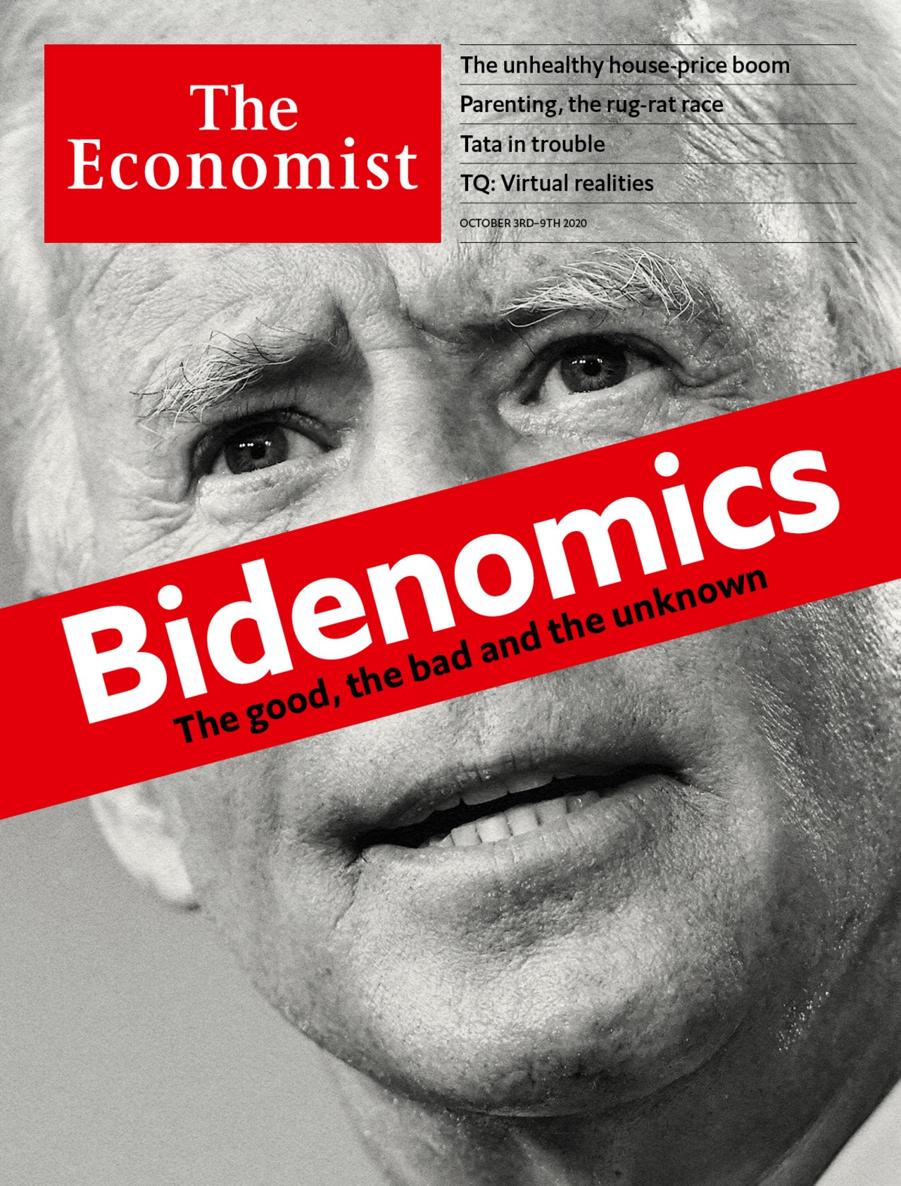 The
Economist
The unhealthy house-price boom
Parenting, the rug-rat race
Tata in trouble
TQ: Virtual realities
OCTOBER 3RD–9TH 2020
Bidenomics
The good, the bad and the unknown